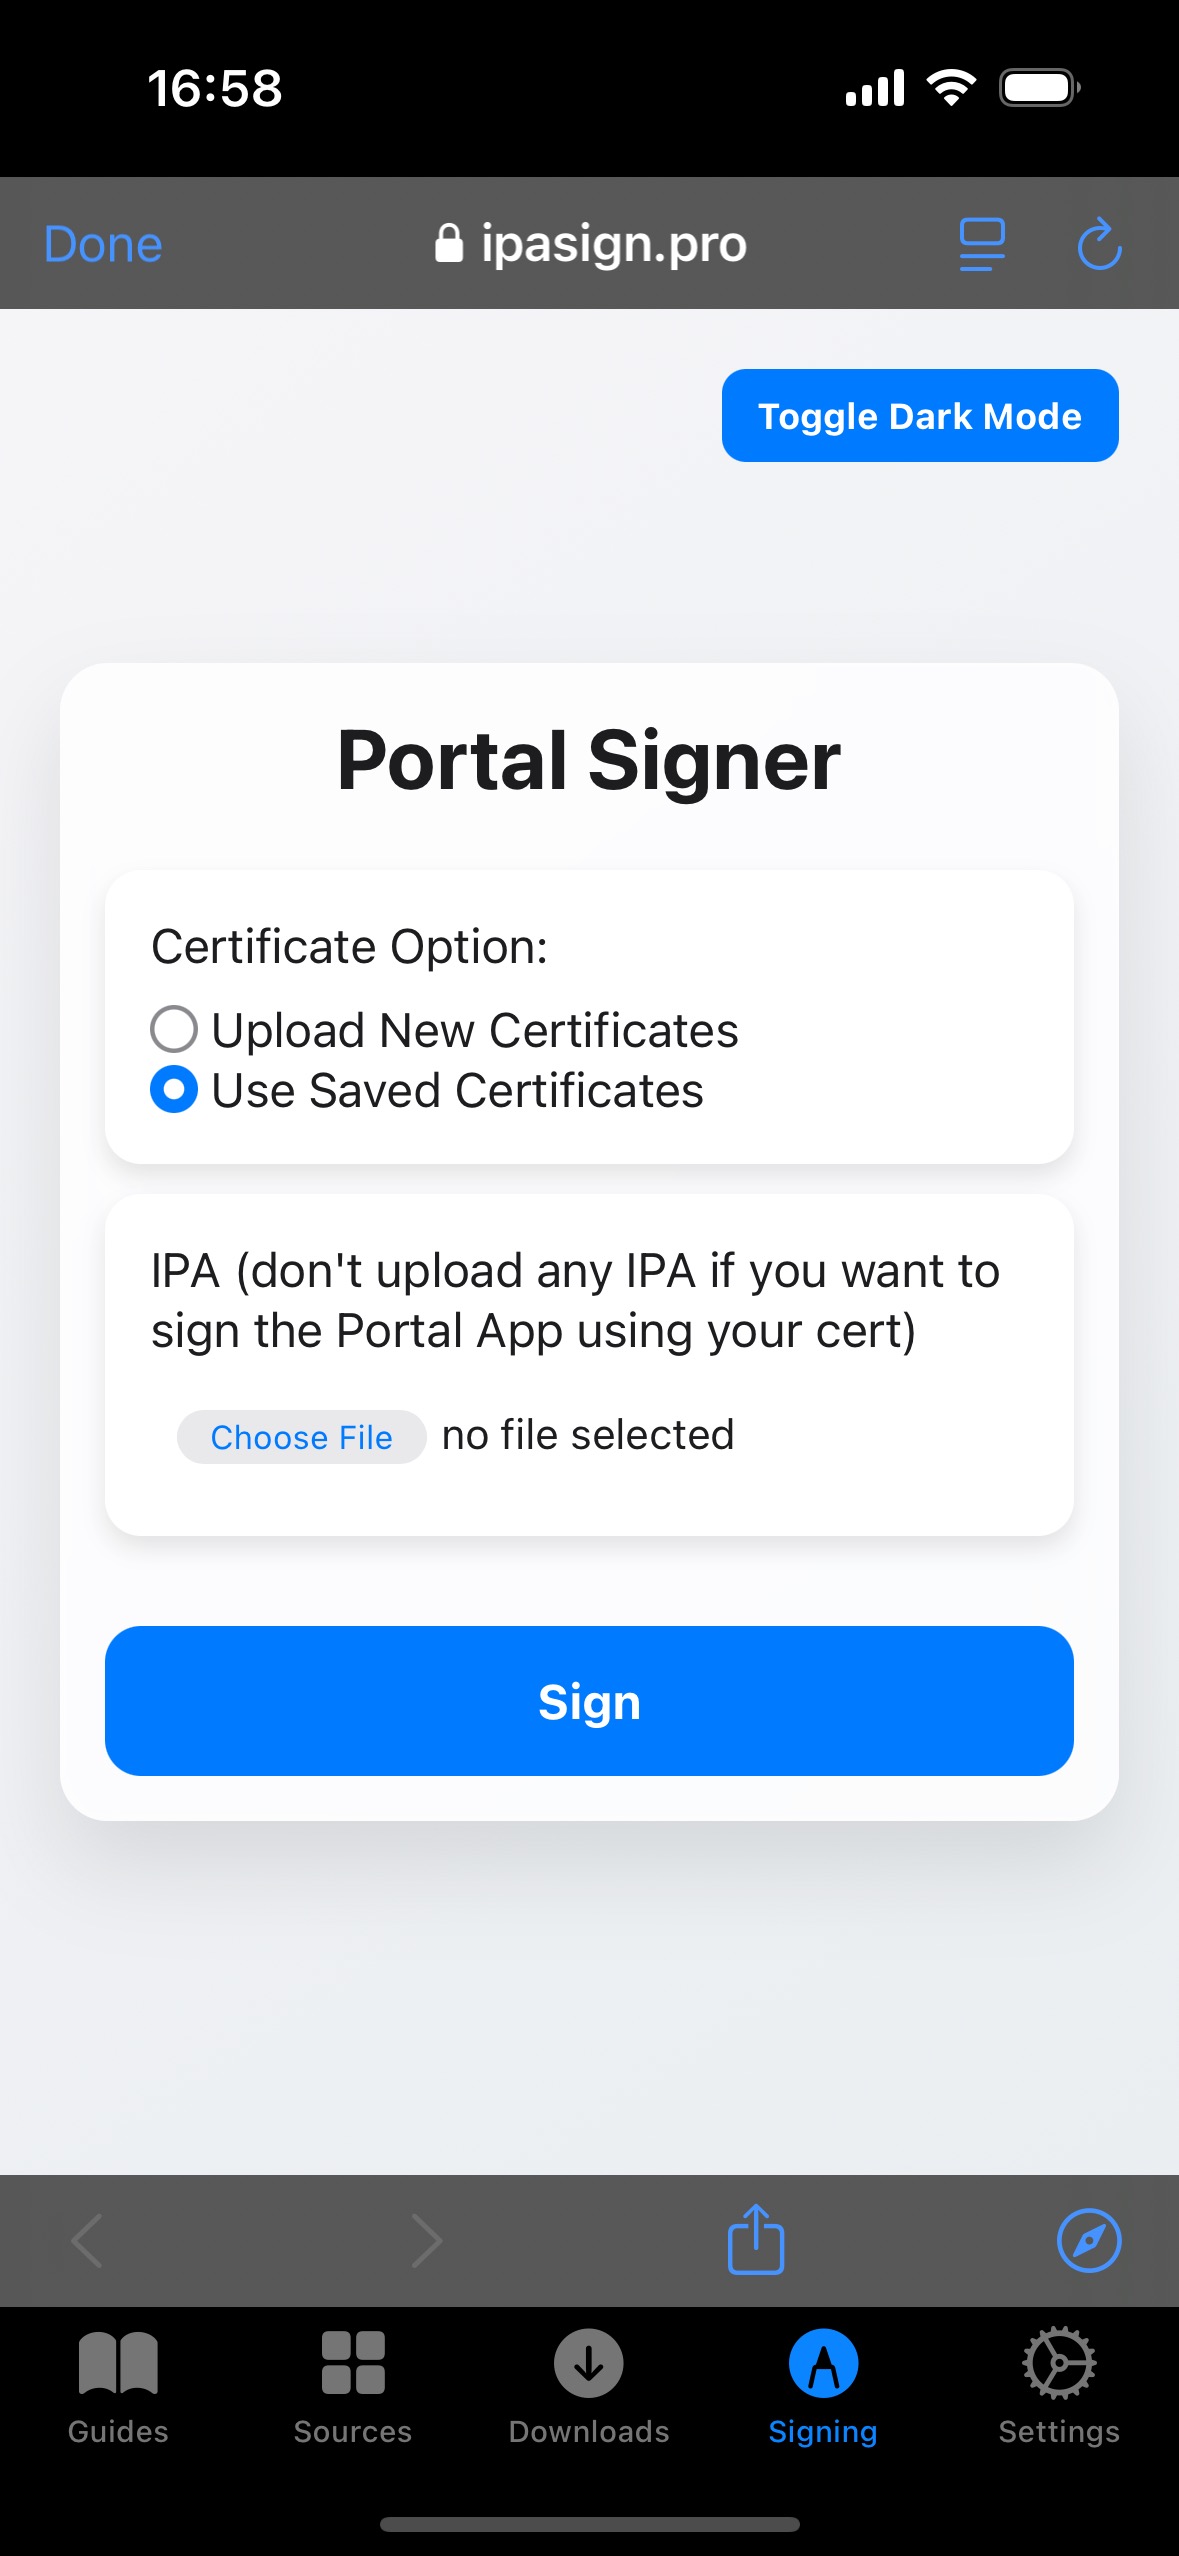 16:58
Done
ipasign.pro
Toggle Dark Mode
Portal Signer
Certificate Option:
Upload New Certificates
Use Saved Certificates
IPA (don't upload any IPA if you want to
sign the Portal App using your cert)
Choose File no file selected
Sign
Guides
Sources
Downloads
Signing
Settings